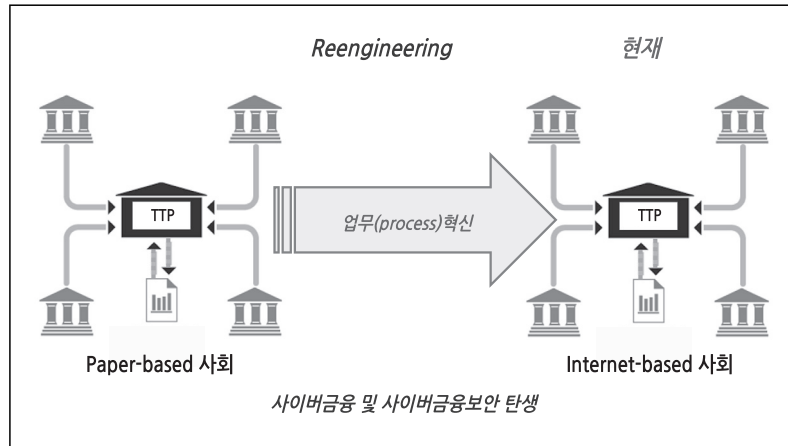 Reengineering 현재
TTP TTP
업무(process)혁신
Paper-based 사회 Internet-based 사회
사이버금융 및 사이버금융보안 탄생